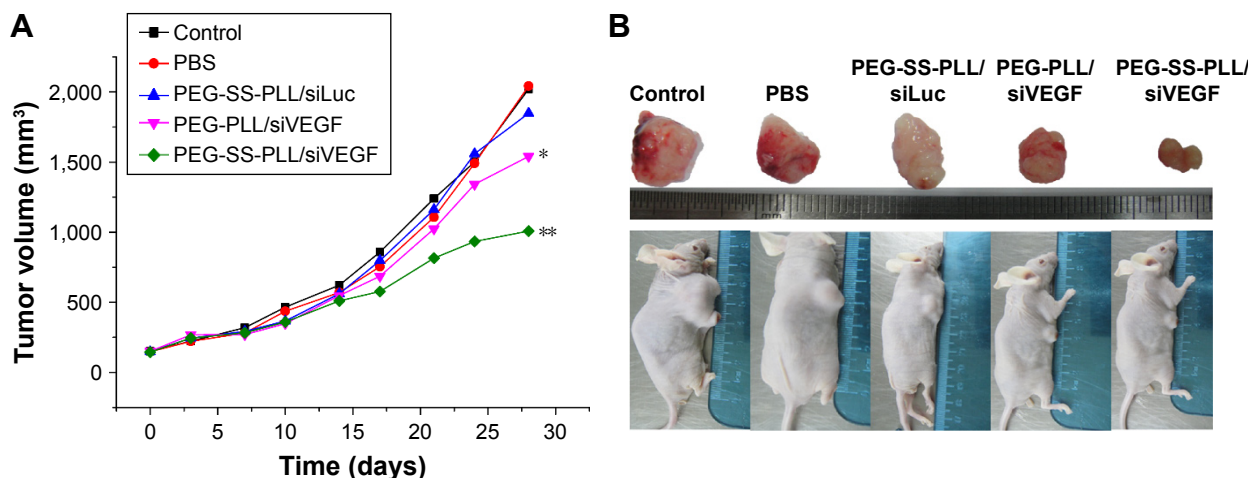 A
Control
PBS
PEG-SS-PLL/siLuc
PEG-PLL/siVEGF
PEG-SS-PLL/siVEGF
Tumor volume (mm³)
2,000
1,500
1,000
500
0
*
**
0
5
10
15
20
25
30
Time (days)
B
Control
PBS
PEG-SS-PLL/
siLuc
PEG-PLL/
siVEGF
PEG-SS-PLL/
siVEGF
mm